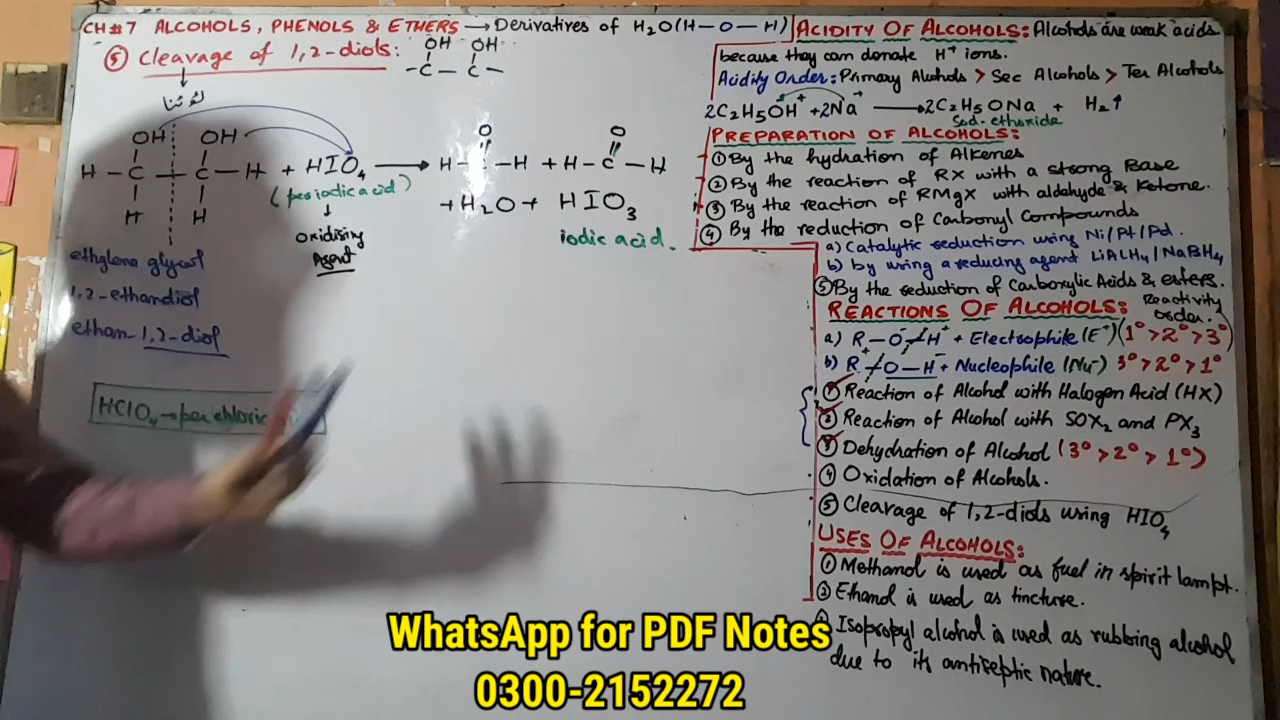 CH#7 ALCOHOLS, PHENOLS & ETHERS → Derivatives of H₂O (H—O—H)
⑤ Cleavage of 1,2-diols:
OH OH
—C—C—
ٹوٹنا
OH OH O O
H—C—C—H + HIO₄ → H—C—H + H—C—H
(periodic acid)
H H
↓
Oxidising
Agent
+ H₂O + HIO₃
iodic acid.
ethylene glycol
1,2-ethandiol
ethan-1,2-diol
HClO₄ → perchloric
ACIDITY OF ALCOHOLS: Alcohols are weak acids
because they can donate H⁺ ions.
Acidity Order: Primary Alcohols > Sec Alcohols > Ter Alcohols
2C₂H₅OH⁺ + 2Na⁺ → 2C₂H₅ONa + H₂↑
Sod-ethoxide
PREPARATION OF ALCOHOLS:
① By the hydration of Alkenes
② By the reaction of RX with a strong Base
③ By the reaction of RMgX with aldehyde & Ketone.
④ By the reduction of Carbonyl Compounds
a) Catalytic reduction using Ni/Pt/Pd.
b) by using a reducing agent LiAlH₄/NaBH₄
⑤ By the reduction of Carboxylic Acids & esters.
REACTIONS OF ALCOHOLS: Reactivity
order.
a) R—O⁻—H⁺ + Electrophile (E⁺) (1°>2°>3°)
b) R⁺—O—H⁻ + Nucleophile (Nu⁻) 3°>2°>1°
① Reaction of Alcohol with Halogen Acid (HX)
② Reaction of Alcohol with SOX₂ and PX₃
③ Dehydration of Alcohol (3°>2°>1°)
④ Oxidation of Alcohols.
⑤ Clearage of 1,2-diols using HIO₄
USES OF ALCOHOLS:
① Methanol is used as fuel in spirit lampt.
② Ethanol is used as tincture.
Isopropyl alcohol is used as rubbing alcohol
due to its antiseptic nature.
WhatsApp for PDF Notes
0300-2152272